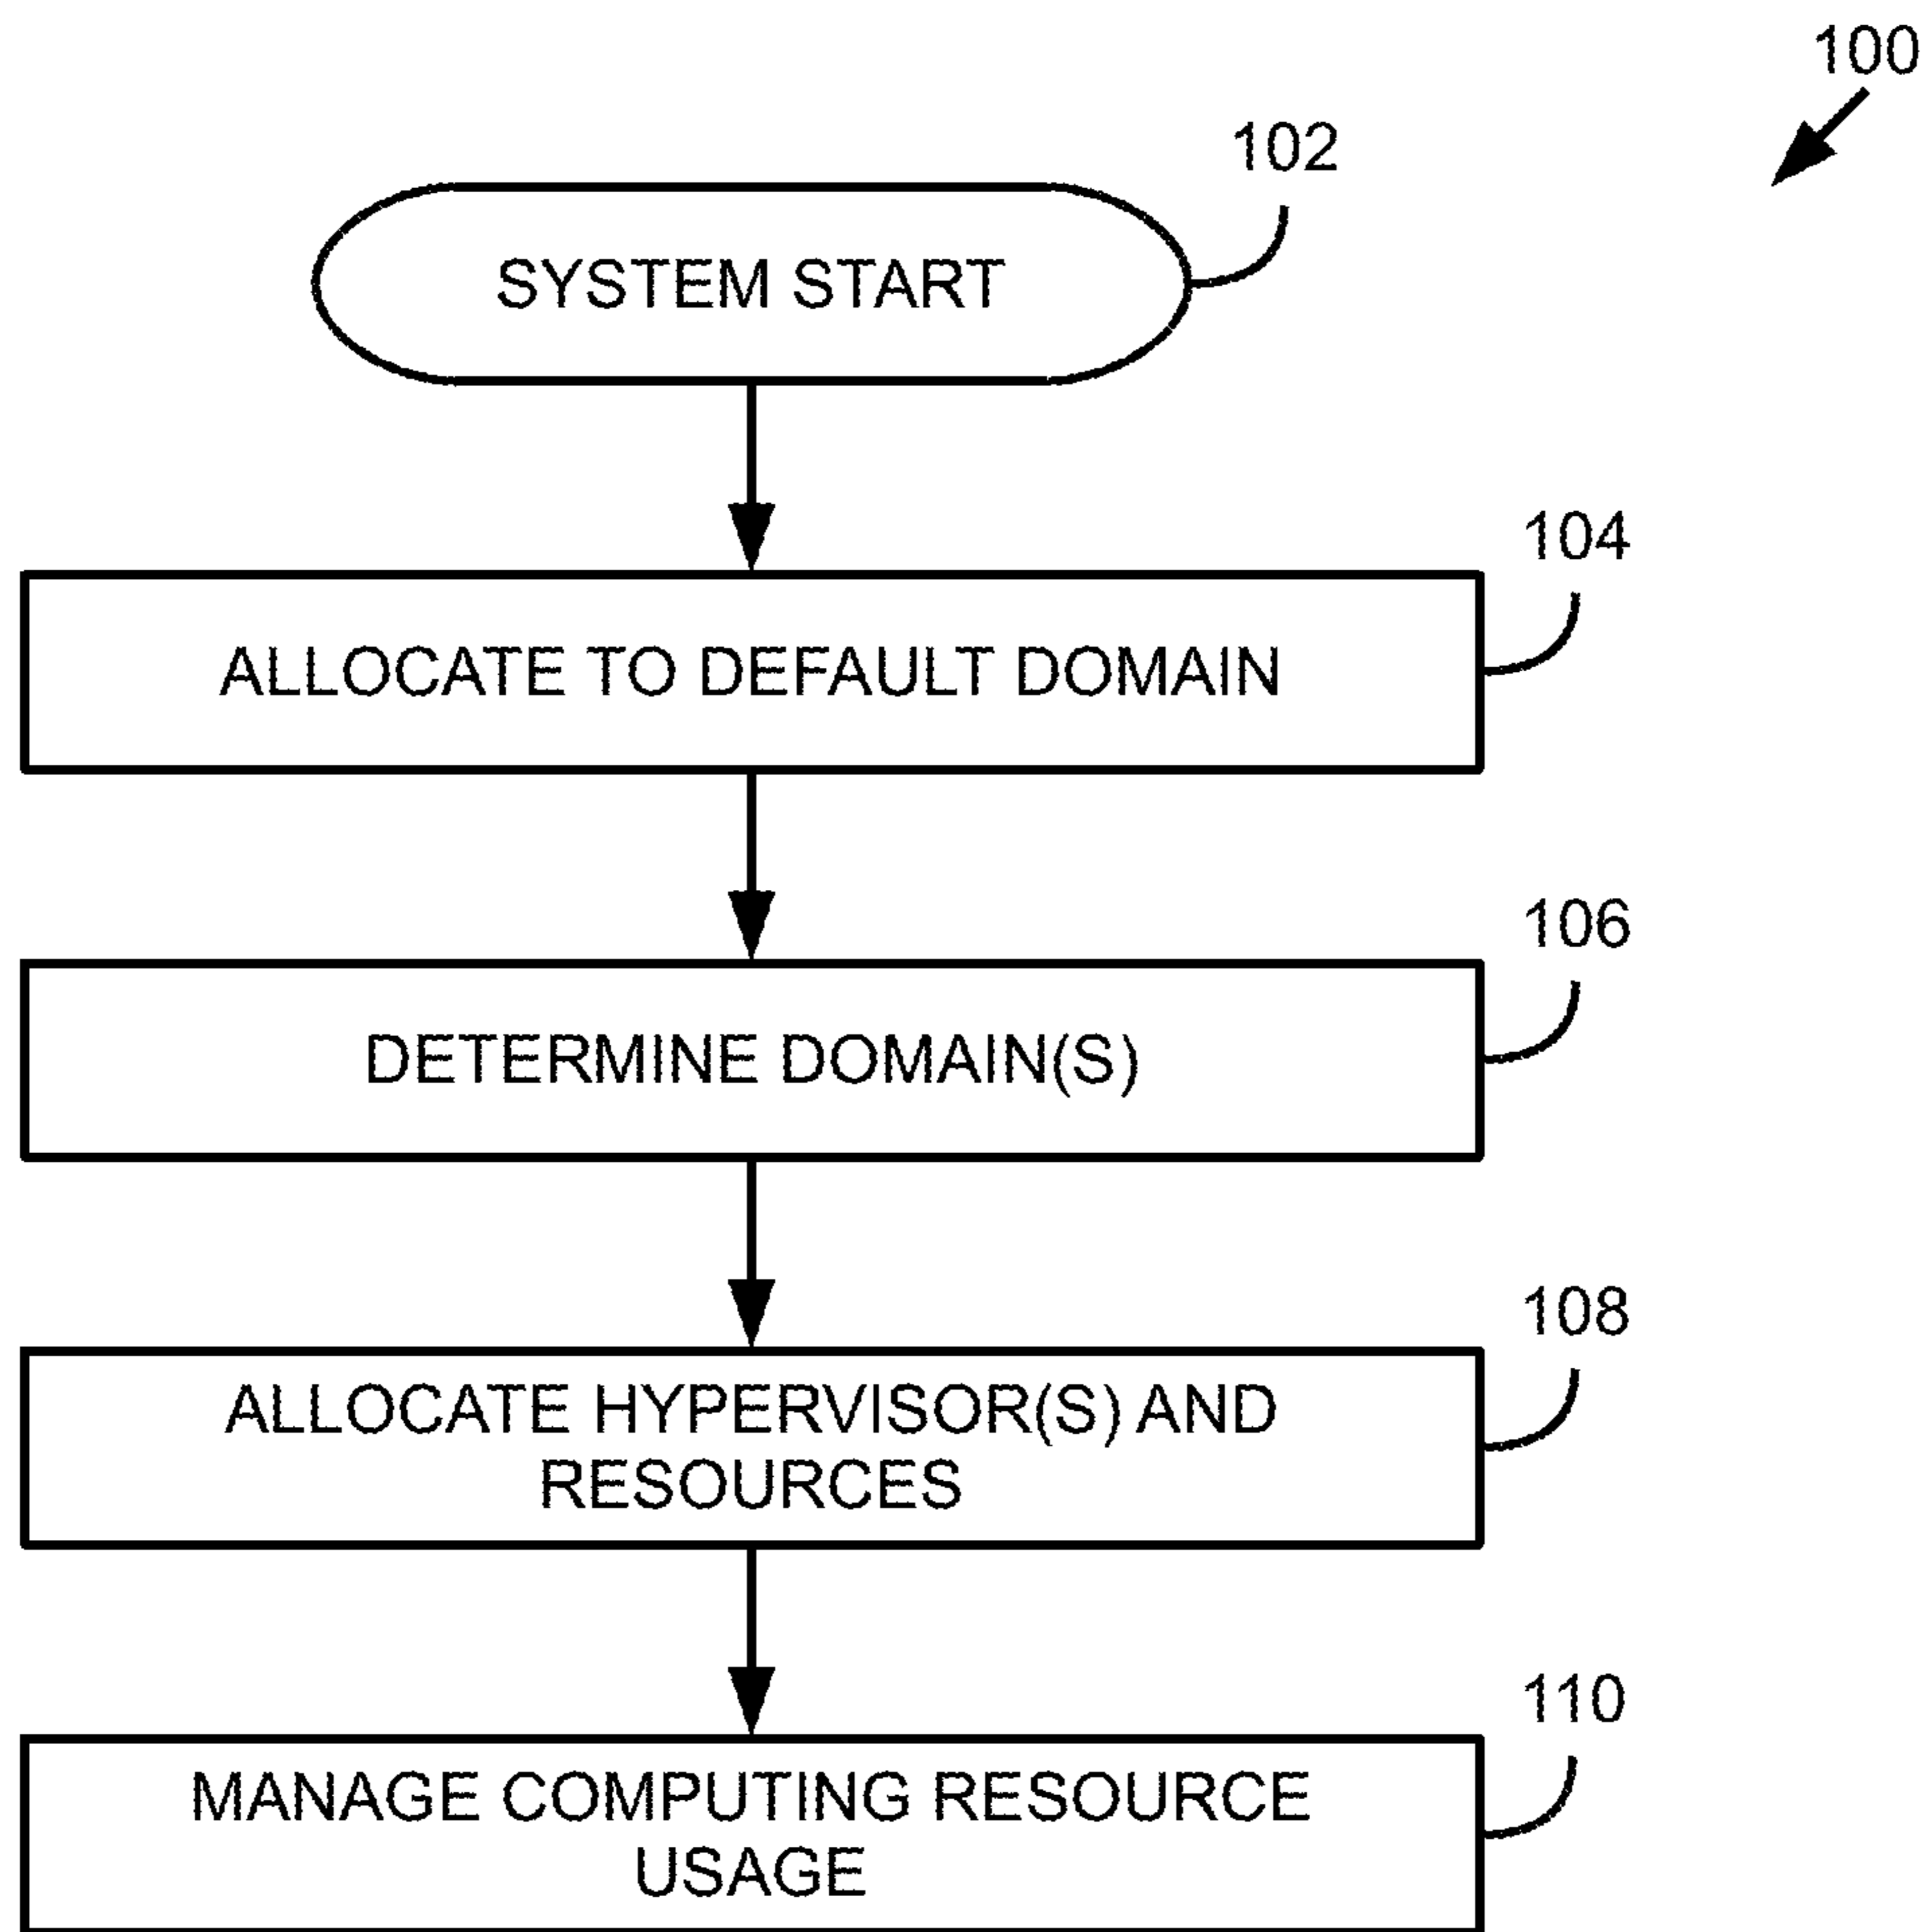 100
102
SYSTEM START
104
ALLOCATE TO DEFAULT DOMAIN
106
DETERMINE DOMAIN(S)
108
ALLOCATE HYPERVISOR(S) AND
RESOURCES
110
MANAGE COMPUTING RESOURCE
USAGE